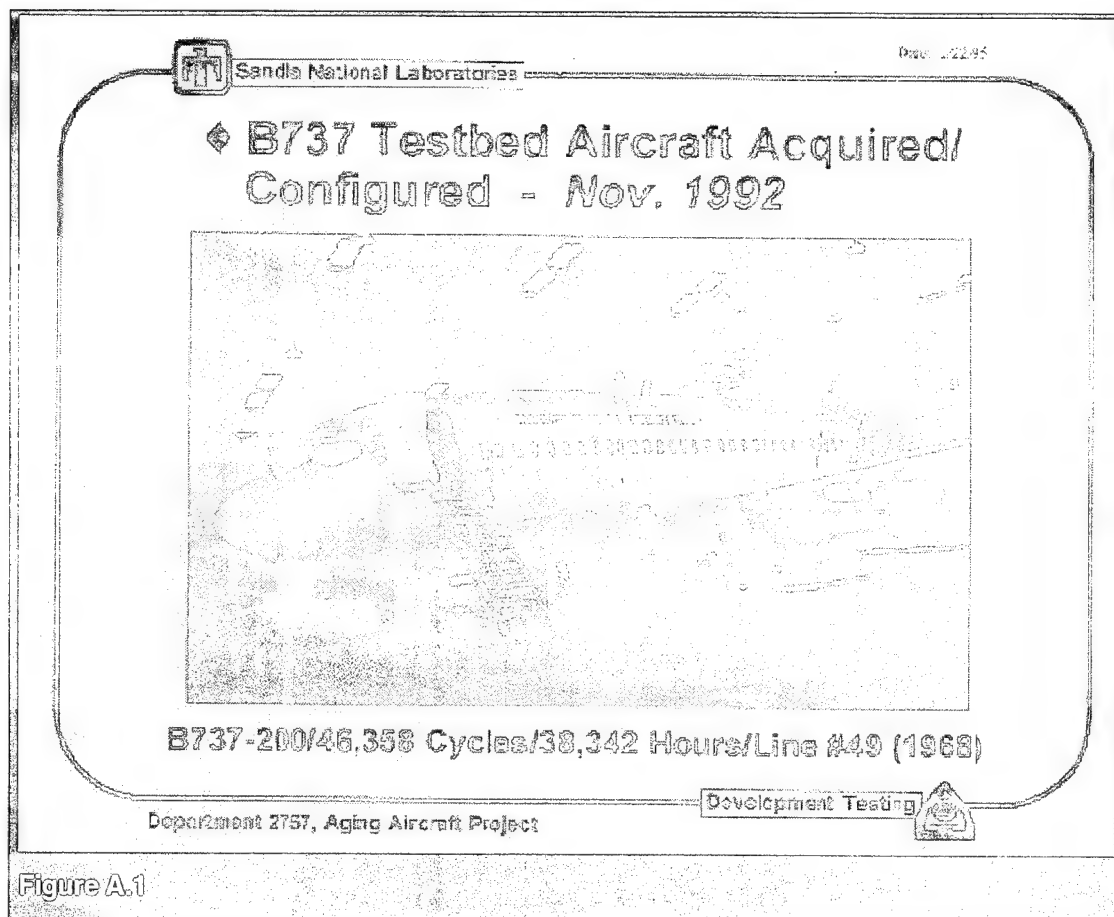 Sandia National Laboratories
B737 Testbed Aircraft Acquired/
Configured - Nov. 1992
B737-200/46,358 Cycles/38,342 Hours/Line #49 (1968)
Development Testing
Department 2757, Aging Aircraft Project
Figure A.1